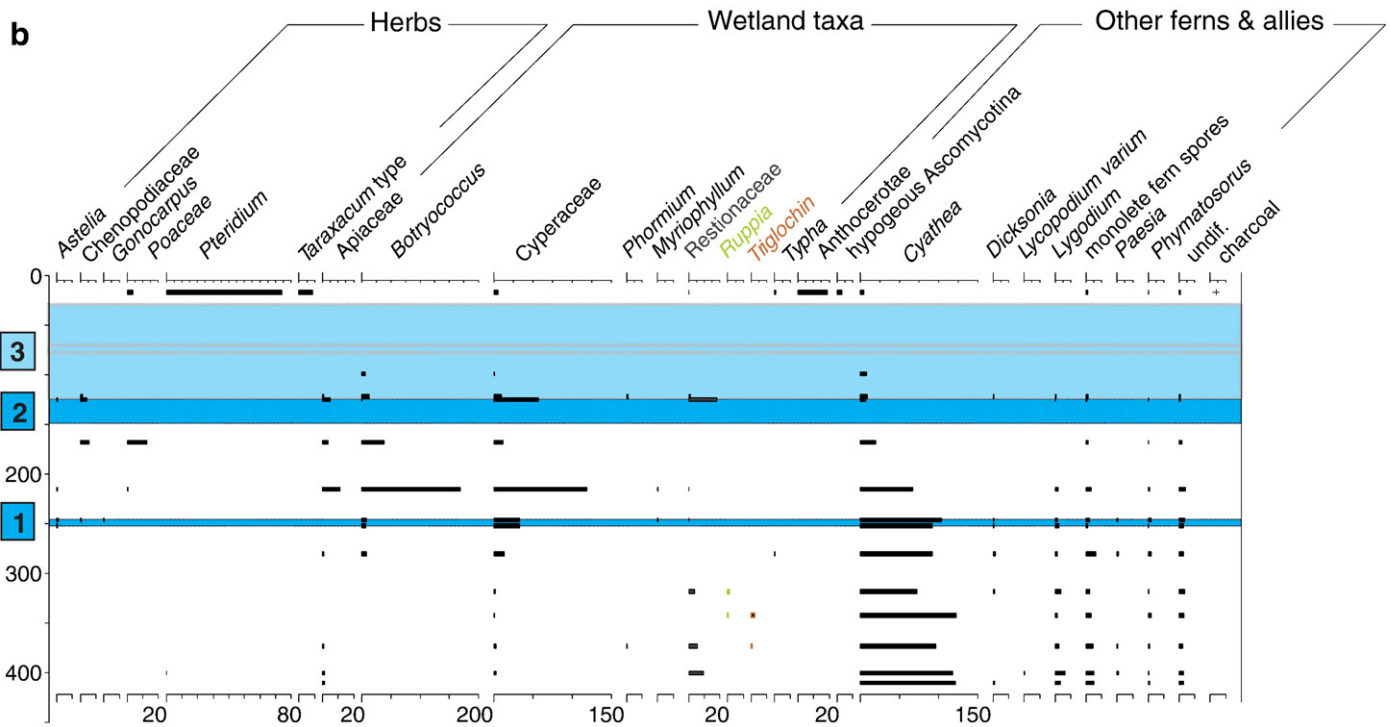 b
Herbs
Wetland taxa
Other ferns & allies
Astelia
Chenopodiaceae
Gonocarpus
Poaceae
Pteridium
Taraxacum type
Apiaceae
Botryococcus
Cyperaceae
Phormium
Myriophyllum
Restionaceae
Ruppia
Triglochin
Typha
Anthocerotae
hypogeous Ascomycotina
Cyathea
Dicksonia
Lycopodium varium
Lygodium
monolete fern spores
Paesia
Phymatosorus
undif.
charcoal
0
3
2
200
1
300
400
20 80 20 200 150 20 20 150